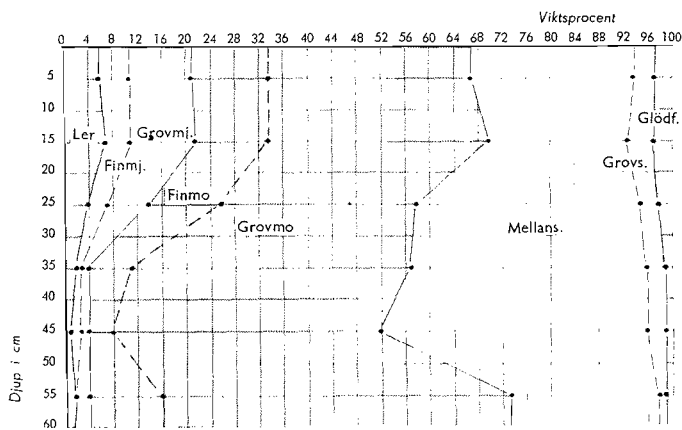 Viktsprocent
0 4 8 12 16 20 24 28 32 36 40 44 48 52 56 60 64 68 72 76 80 84 88 92 96 100
5
10
Ler Grovmj. Glödf.
15
Finmj. Grovs.
20 Finmo
25
Grovmo Mellans.
30
35
40
45
50
55
60
Djup i cm